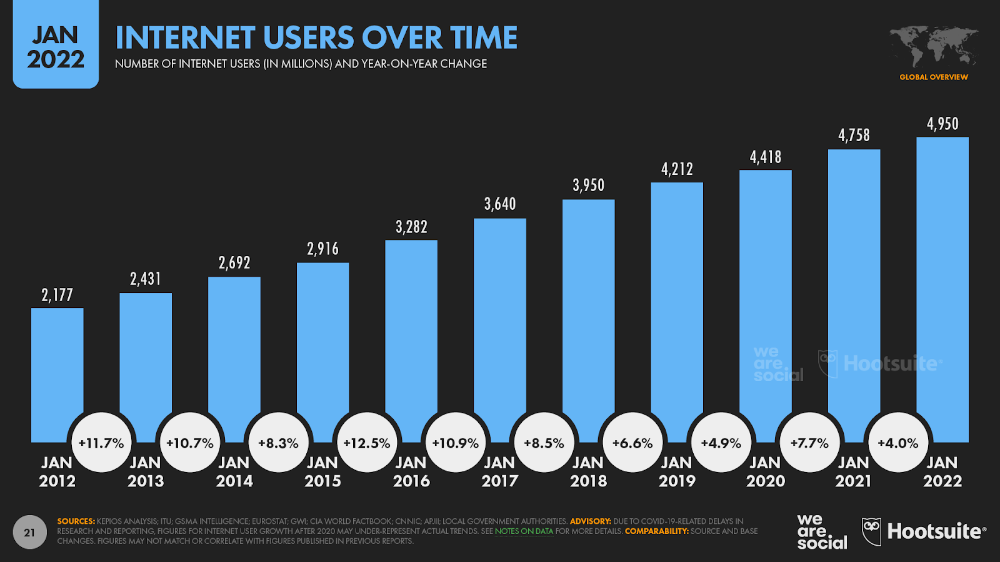 JAN
2022
INTERNET USERS OVER TIME
NUMBER OF INTERNET USERS (IN MILLIONS) AND YEAR-ON-YEAR CHANGE
GLOBAL OVERVIEW
2,177
2,431
2,692
2,916
3,282
3,640
3,950
4,212
4,418
4,758
4,950
we
are
social
Hootsuite®
+11.7%
+10.7%
+8.3%
+12.5%
+10.9%
+8.5%
+6.6%
+4.9%
+7.7%
+4.0%
JAN
2012
JAN
2013
JAN
2014
JAN
2015
JAN
2016
JAN
2017
JAN
2018
JAN
2019
JAN
2020
JAN
2021
JAN
2022
21
SOURCES: KEPIOS ANALYSIS; ITU; GSMA INTELLIGENCE; EUROSTAT; GWI; CIA WORLD FACTBOOK; CNNIC; APJII; LOCAL GOVERNMENT AUTHORITIES. ADVISORY: DUE TO COVID-19-RELATED DELAYS IN
RESEARCH AND REPORTING, FIGURES FOR INTERNET USER GROWTH AFTER 2020 MAY UNDER-REPRESENT ACTUAL TRENDS. SEE NOTES ON DATA FOR MORE DETAILS. COMPARABILITY: SOURCE AND BASE
CHANGES. FIGURES MAY NOT MATCH OR CORRELATE WITH FIGURES PUBLISHED IN PREVIOUS REPORTS.
we
are
social
Hootsuite®